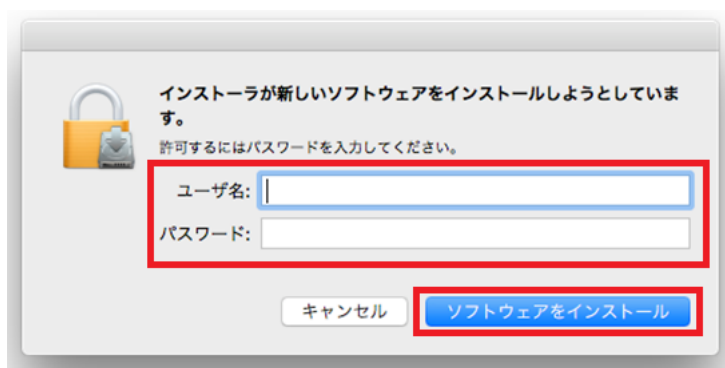 インストーラが新しいソフトウェアをインストールしようとしていま
す。
許可するにはパスワードを入力してください。
ユーザ名:
パスワード:
キャンセル ソフトウェアをインストール